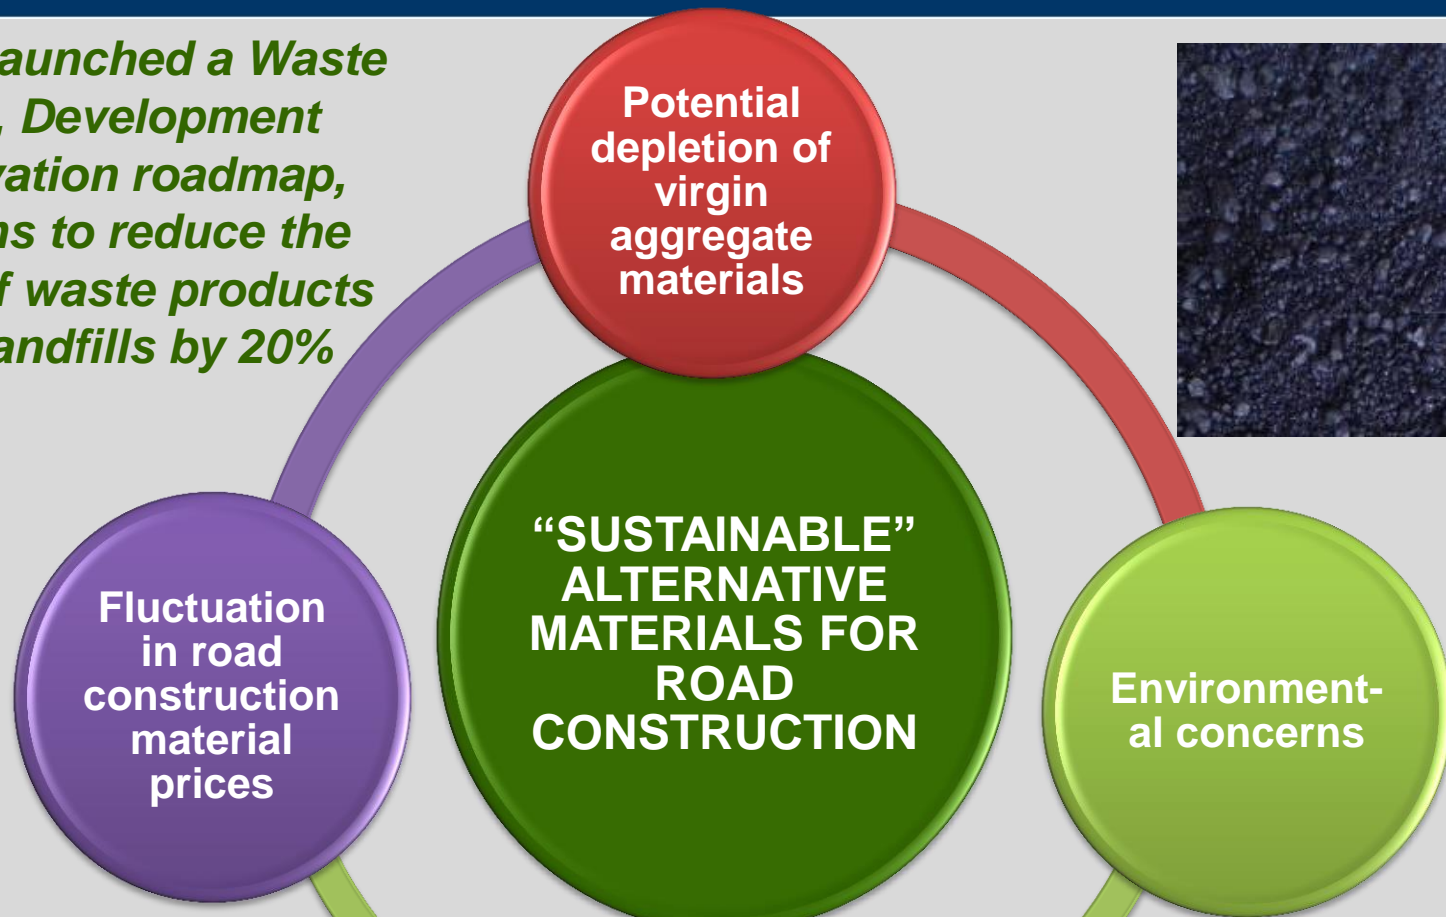 aunched a Waste
, Development
vation roadmap,
ns to reduce the
f waste products
andfills by 20%
Potential
depletion of
virgin
aggregate
materials
“SUSTAINABLE”
ALTERNATIVE
MATERIALS FOR
ROAD
CONSTRUCTION
Fluctuation
in road
construction
material
prices
Environment-
al concerns